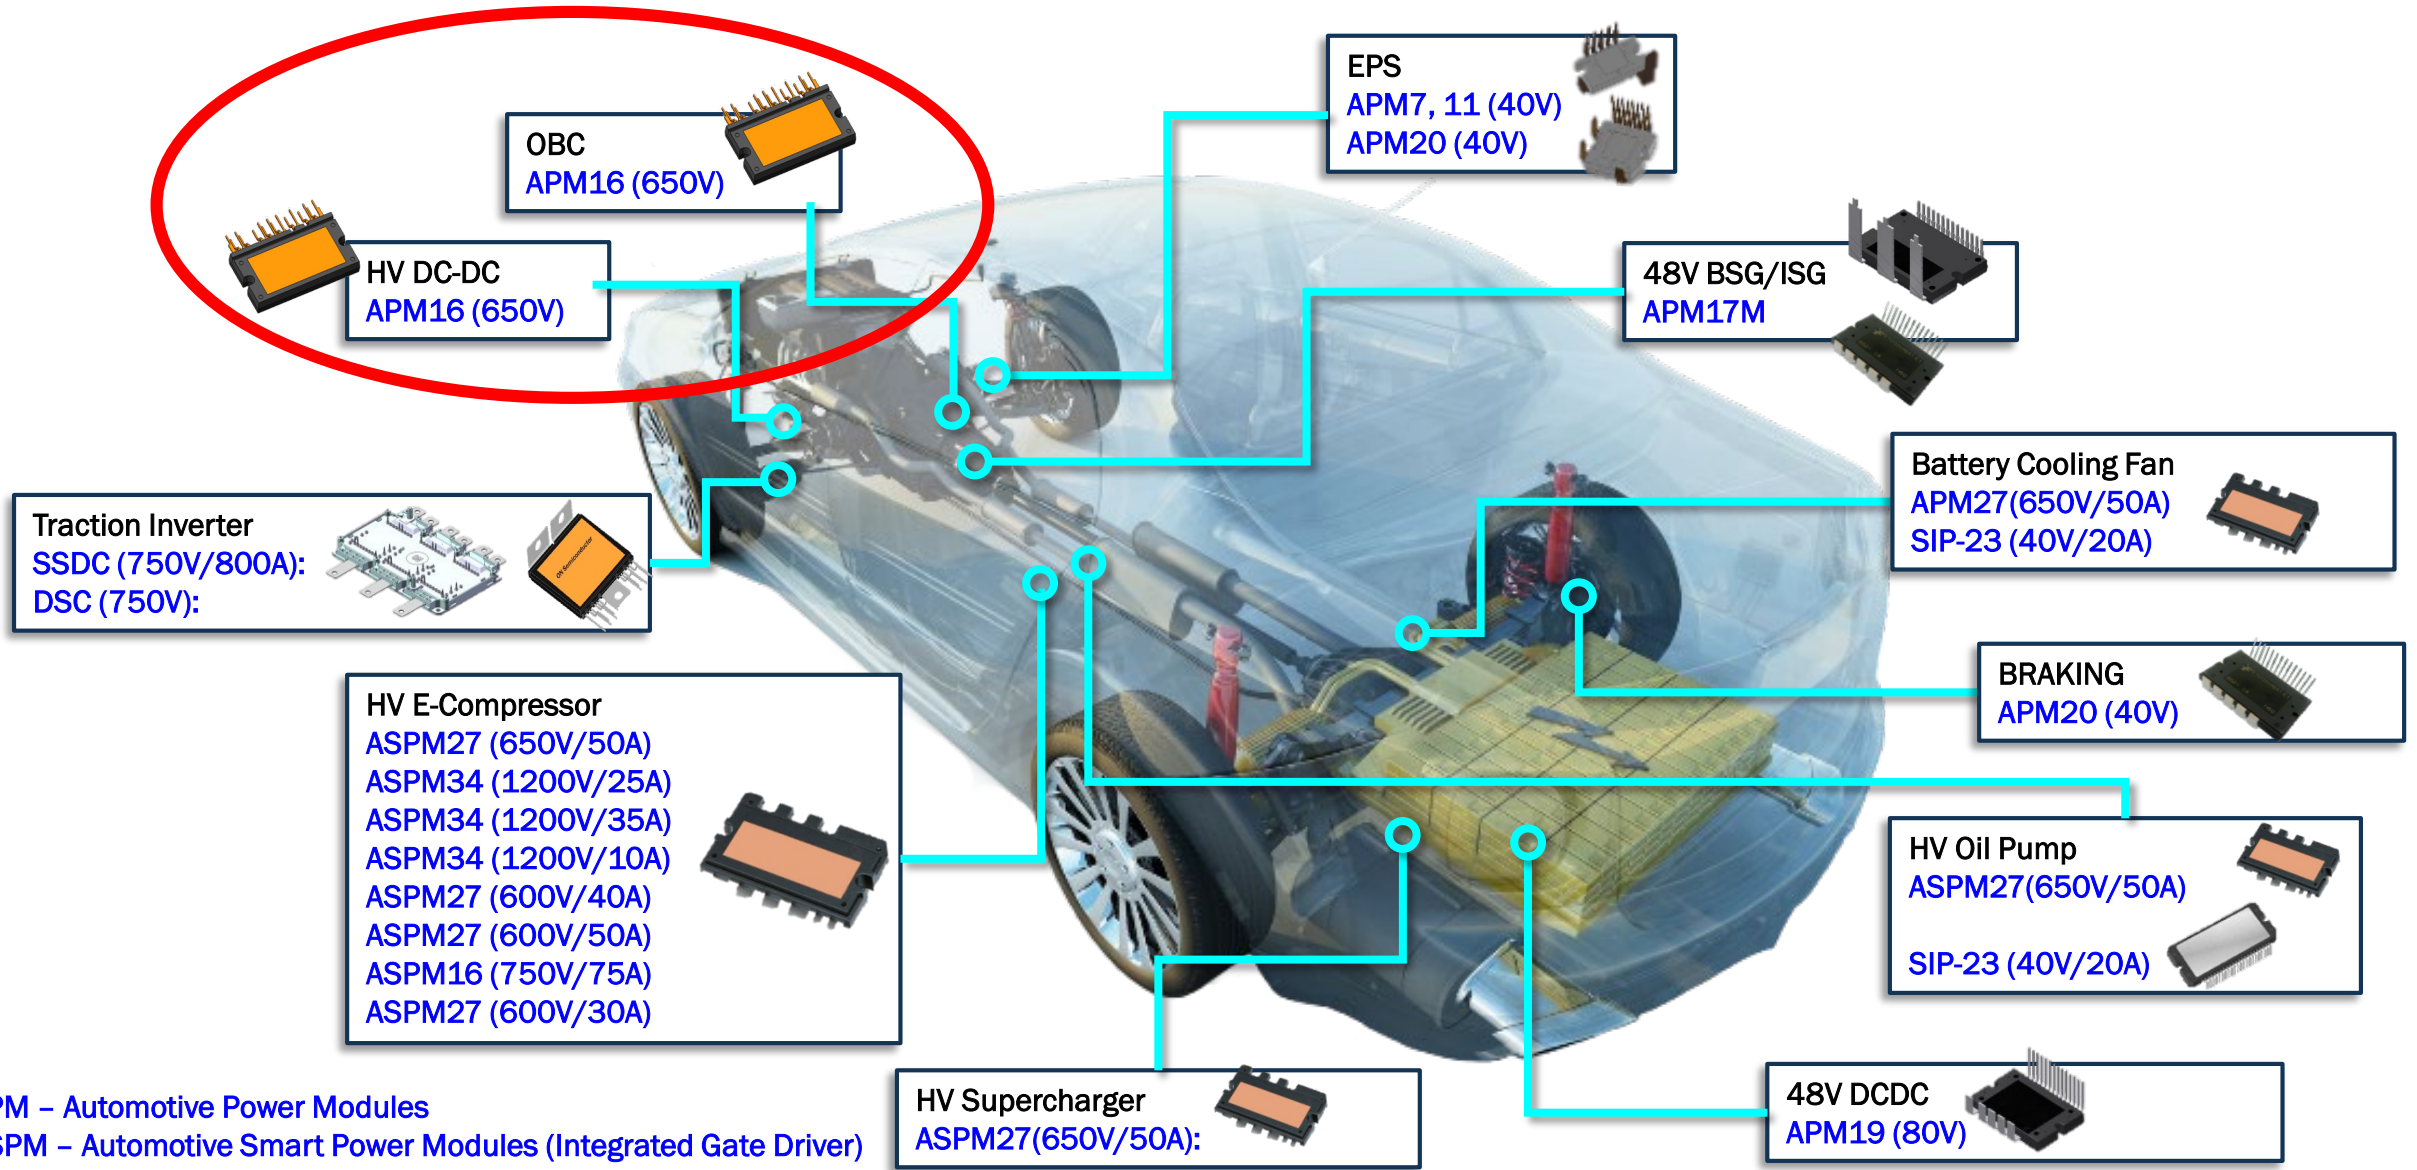 OBC
APM16 (650V)
HV DC-DC
APM16 (650V)
EPS
APM7, 11 (40V)
APM20 (40V)
48V BSG/ISG
APM17M
Battery Cooling Fan
APM27(650V/50A)
SIP-23 (40V/20A)
Traction Inverter
SSDC (750V/800A):
DSC (750V):
ON Semiconductor
BRAKING
APM20 (40V)
HV E-Compressor
ASPM27 (650V/50A)
ASPM34 (1200V/25A)
ASPM34 (1200V/35A)
ASPM34 (1200V/10A)
ASPM27 (600V/40A)
ASPM27 (600V/50A)
ASPM16 (750V/75A)
ASPM27 (600V/30A)
HV Oil Pump
ASPM27(650V/50A)
SIP-23 (40V/20A)
HV Supercharger
ASPM27(650V/50A):
48V DCDC
APM19 (80V)
PM – Automotive Power Modules
SPM – Automotive Smart Power Modules (Integrated Gate Driver)